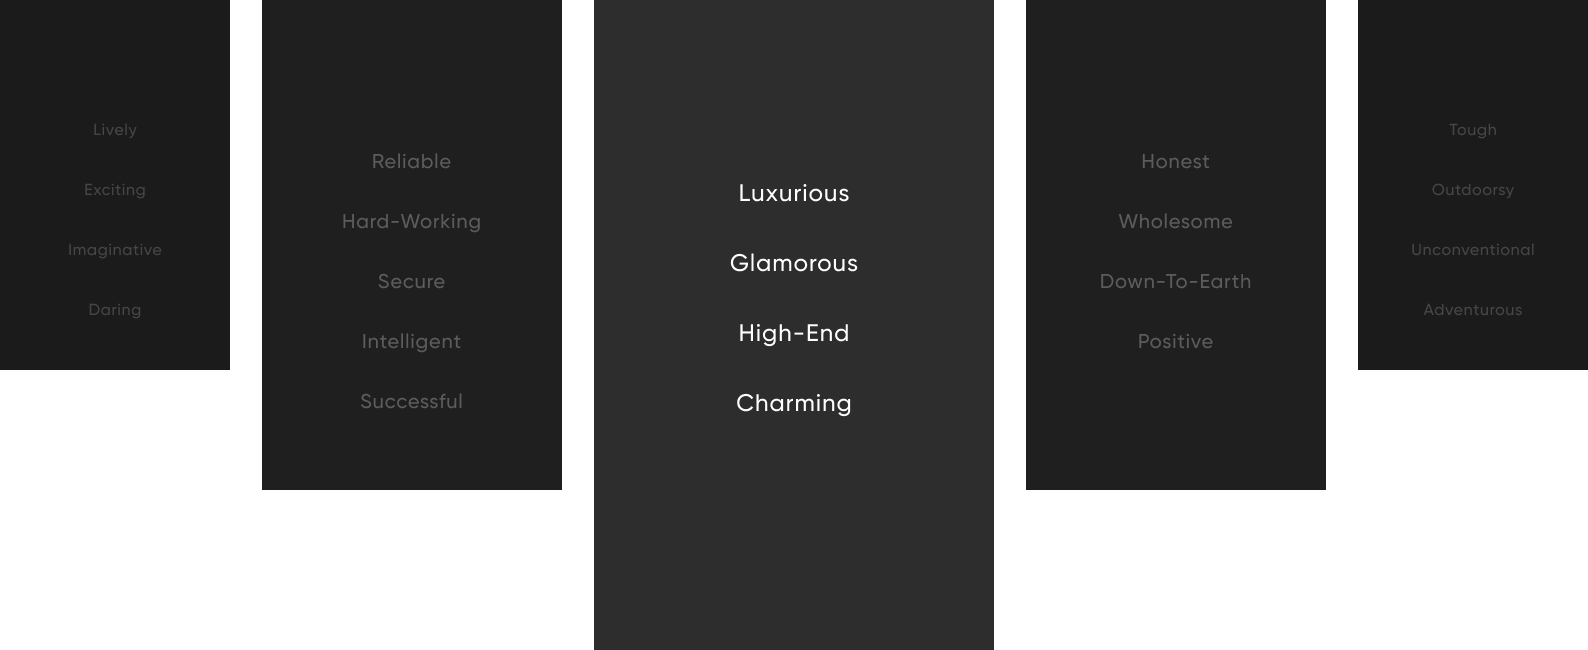 Lively
Exciting
Imaginative
Daring
Reliable
Hard-Working
Secure
Intelligent
Successful
Luxurious
Glamorous
High-End
Charming
Honest
Wholesome
Down-To-Earth
Positive
Tough
Outdoorsy
Unconventional
Adventurous